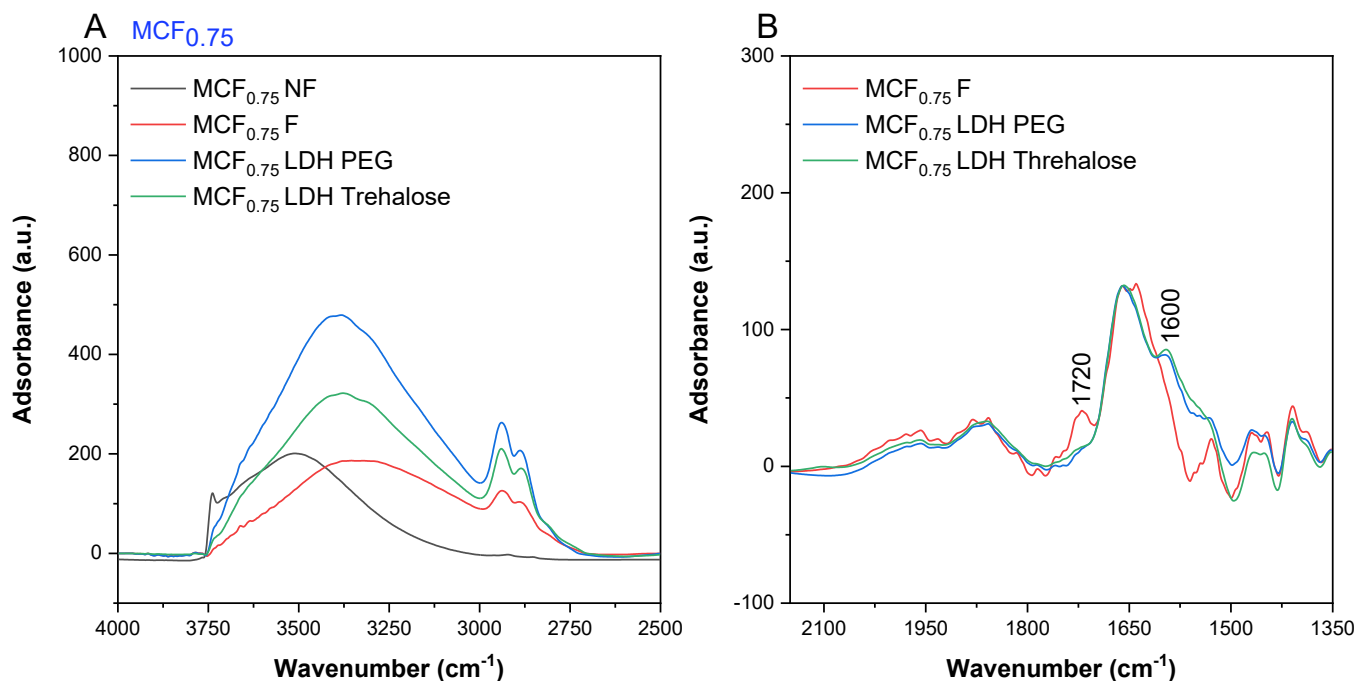 A
MCF0.75
1000
800
600
400
200
0
Adsorbance (a.u.)
MCF0.75 NF
MCF0.75 F
MCF0.75 LDH PEG
MCF0.75 LDH Trehalose
4000 3750 3500 3250 3000 2750 2500
Wavenumber (cm-1)
B
300
200
100
0
-100
Adsorbance (a.u.)
MCF0.75 F
MCF0.75 LDH PEG
MCF0.75 LDH Threhalose
1720
1600
2100 1950 1800 1650 1500 1350
Wavenumber (cm-1)